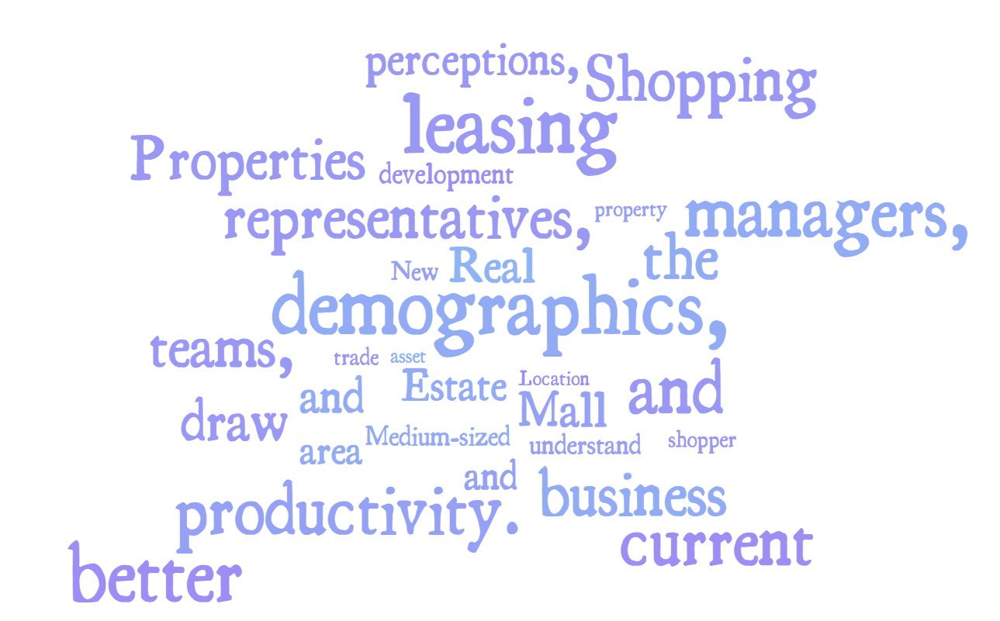 perceptions,
Shopping
leasing
Properties
development
representatives,
property
managers,
New
Real
the
demographics,
teams,
trade
asset
Location
and
Estate
and
Mall
draw
Medium-sized
understand
shopper
area
and
business
productivity.
current
better